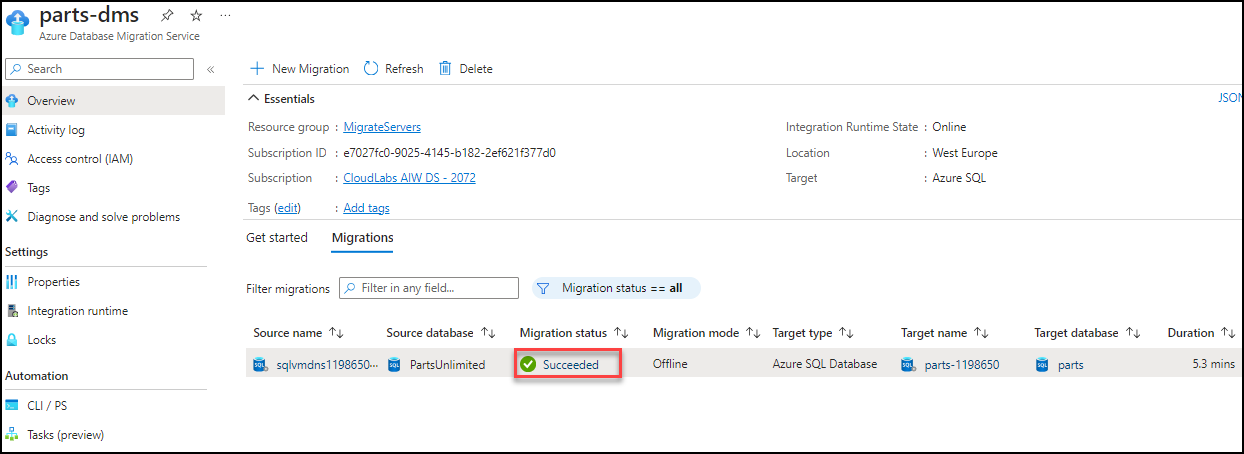 parts-dms
Azure Database Migration Service
Search
Overview
Activity log
Access control (IAM)
Tags
Diagnose and solve problems
Settings
Properties
Integration runtime
Locks
Automation
CLI / PS
Tasks (preview)
New Migration Refresh Delete
Essentials
JSON
Resource group : MigrateServers
Subscription ID : e7027fc0-9025-4145-b182-2ef621f377d0
Subscription : CloudLabs AIW DS - 2072
Tags (edit) : Add tags
Integration Runtime State : Online
Location : West Europe
Target : Azure SQL
Get started Migrations
Filter migrations Filter in any field... Migration status == all
Source name Source database Migration status Migration mode Target type Target name Target database Duration
sqlvmdns1198650... PartsUnlimited Succeeded Offline Azure SQL Database parts-1198650 parts 5.3 mins